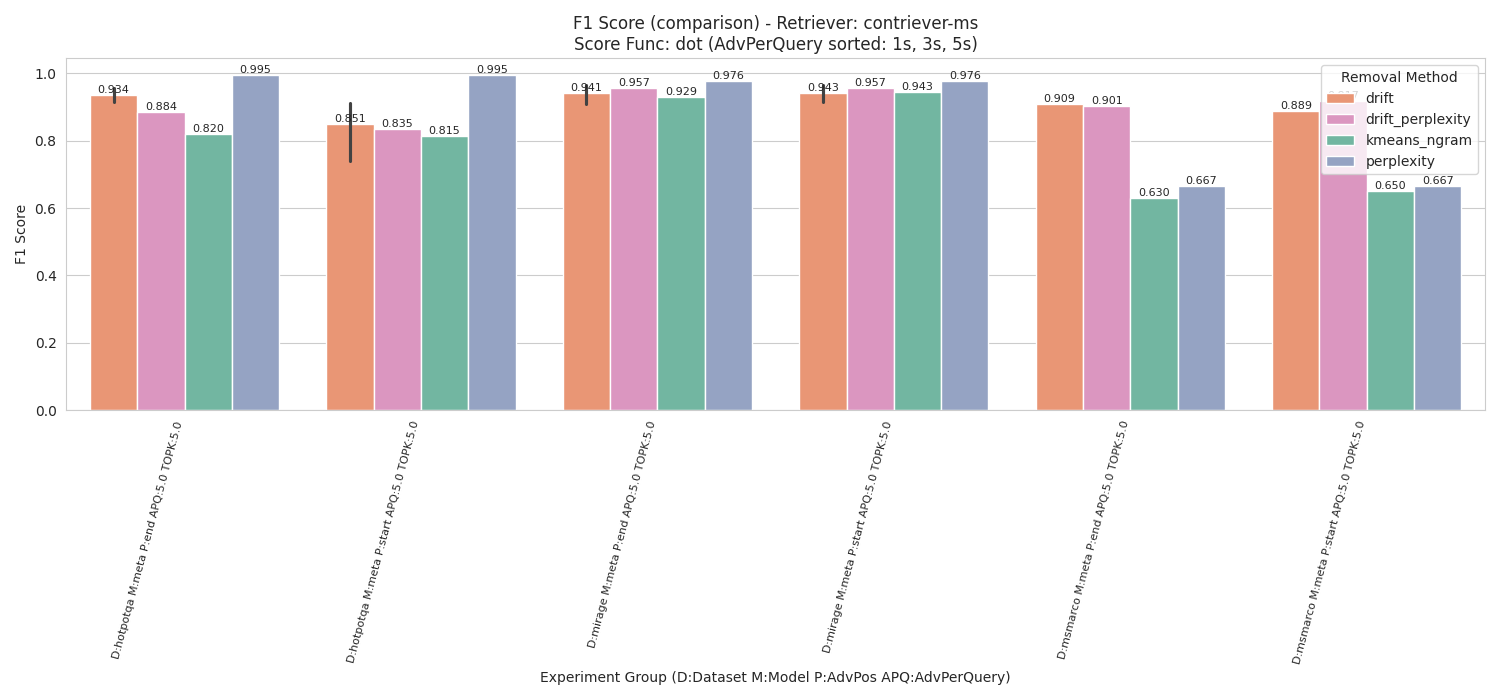 F1 Score (comparison) - Retriever: contriever-ms
Score Func: dot (AdvPerQuery sorted: 1s, 3s, 5s)
F1 Score
1.0
0.8
0.6
0.4
0.2
0.0
0.934
0.884
0.820
0.995
0.851
0.835
0.815
0.995
0.941
0.957
0.929
0.976
0.943
0.957
0.943
0.976
0.909
0.901
0.630
0.667
0.889
0.650
0.667
Removal Method
drift
drift_perplexity
kmeans_ngram
perplexity
D:hotpotqa M:meta P:end APQ:5.0 TOPK:5.0
D:hotpotqa M:meta P:start APQ:5.0 TOPK:5.0
D:mirage M:meta P:end APQ:5.0 TOPK:5.0
D:mirage M:meta P:start APQ:5.0 TOPK:5.0
D:msmarco M:meta P:end APQ:5.0 TOPK:5.0
D:msmarco M:meta P:start APQ:5.0 TOPK:5.0
Experiment Group (D:Dataset M:Model P:AdvPos APQ:AdvPerQuery)